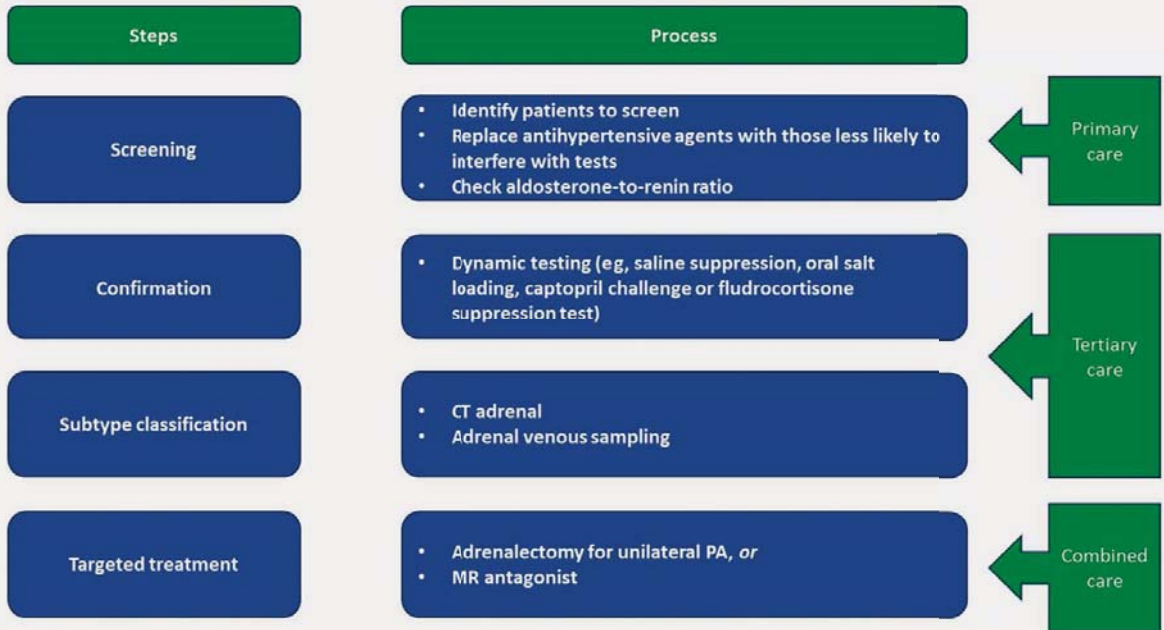 Steps
Process
Screening
• Identify patients to screen
• Replace antihypertensive agents with those less likely to
interfere with tests
• Check aldosterone-to-renin ratio
Primary
care
Confirmation
• Dynamic testing (eg, saline suppression, oral salt
loading, captopril challenge or fludrocortisone
suppression test)
Tertiary
care
Subtype classification
• CT adrenal
• Adrenal venous sampling
Targeted treatment
• Adrenalectomy for unilateral PA, or
• MR antagonist
Combined
care